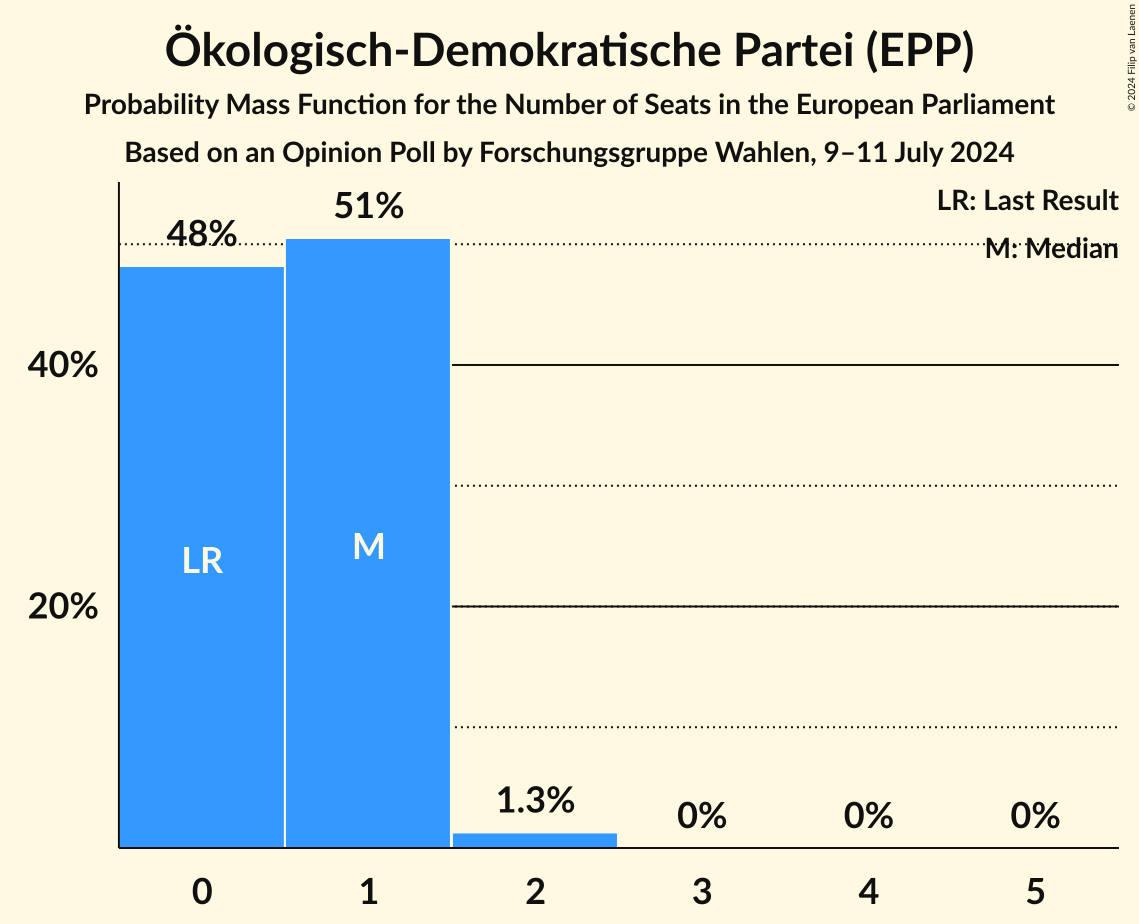 Ökologisch-Demokratische Partei (EPP)
Probability Mass Function for the Number of Seats in the European Parliament
Based on an Opinion Poll by Forschungsgruppe Wahlen, 9–11 July 2024
© 2024 Filip van Laenen
LR: Last Result
M: Median
48%
51%
40%
20%
LR
M
1.3%
0%
0%
0%
0
1
2
3
4
5